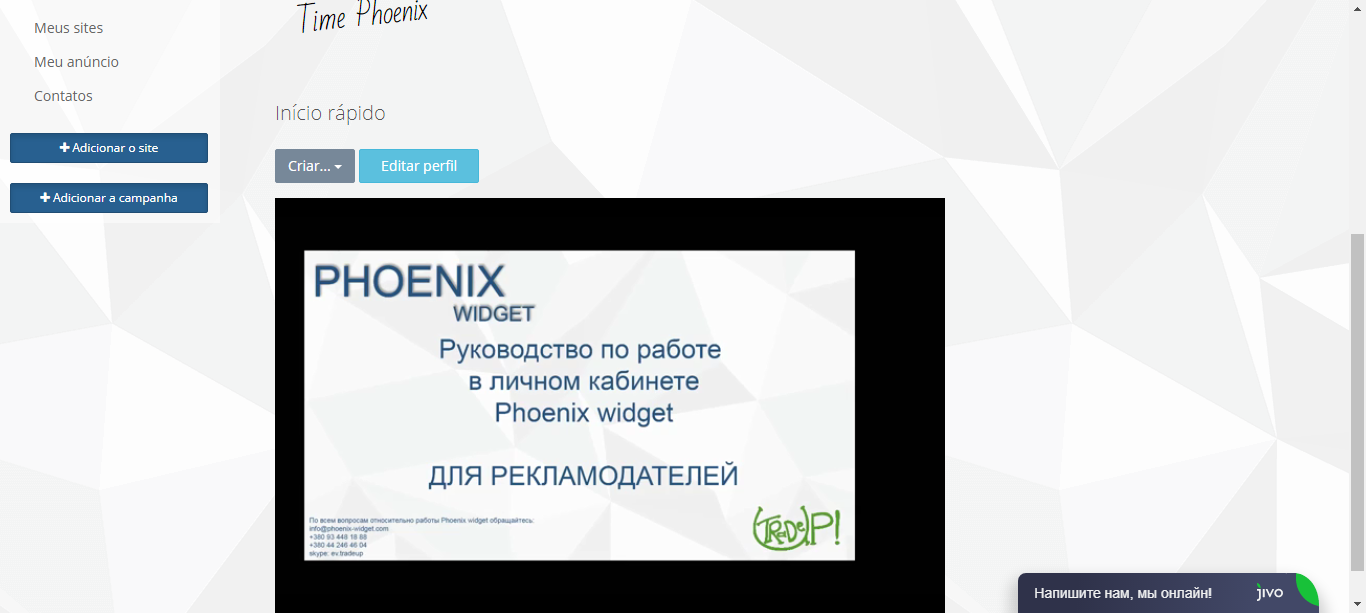 Time Phoenix
Meus sites
Meu anúncio
Contatos
Adicionar o site
Adicionar a campanha
Início rápido
Criar...
Editar perfil
PHOENIX
WIDGET
Руководство по работе
в личном кабинете
Phoenix widget
ДЛЯ РЕКЛАМОДАТЕЛЕЙ
По всем вопросам относительно работы Phoenix widget обращайтесь:
info@phoenix-widget.com
+380 93 448 18 88
+380 44 246 46 04
skype: ev.tradeup
TRadeUP!
Напишите нам, мы онлайн!
jivo